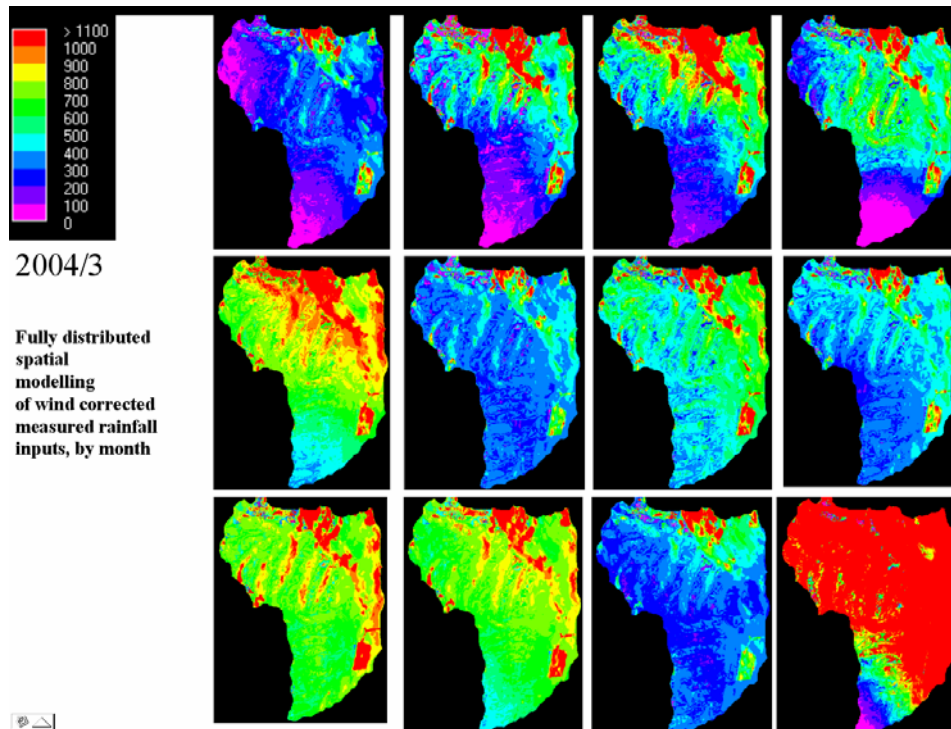 > 1100
1000
900
800
700
600
500
400
300
200
100
0
2004/3
Fully distributed
spatial
modelling
of wind corrected
measured rainfall
inputs, by month